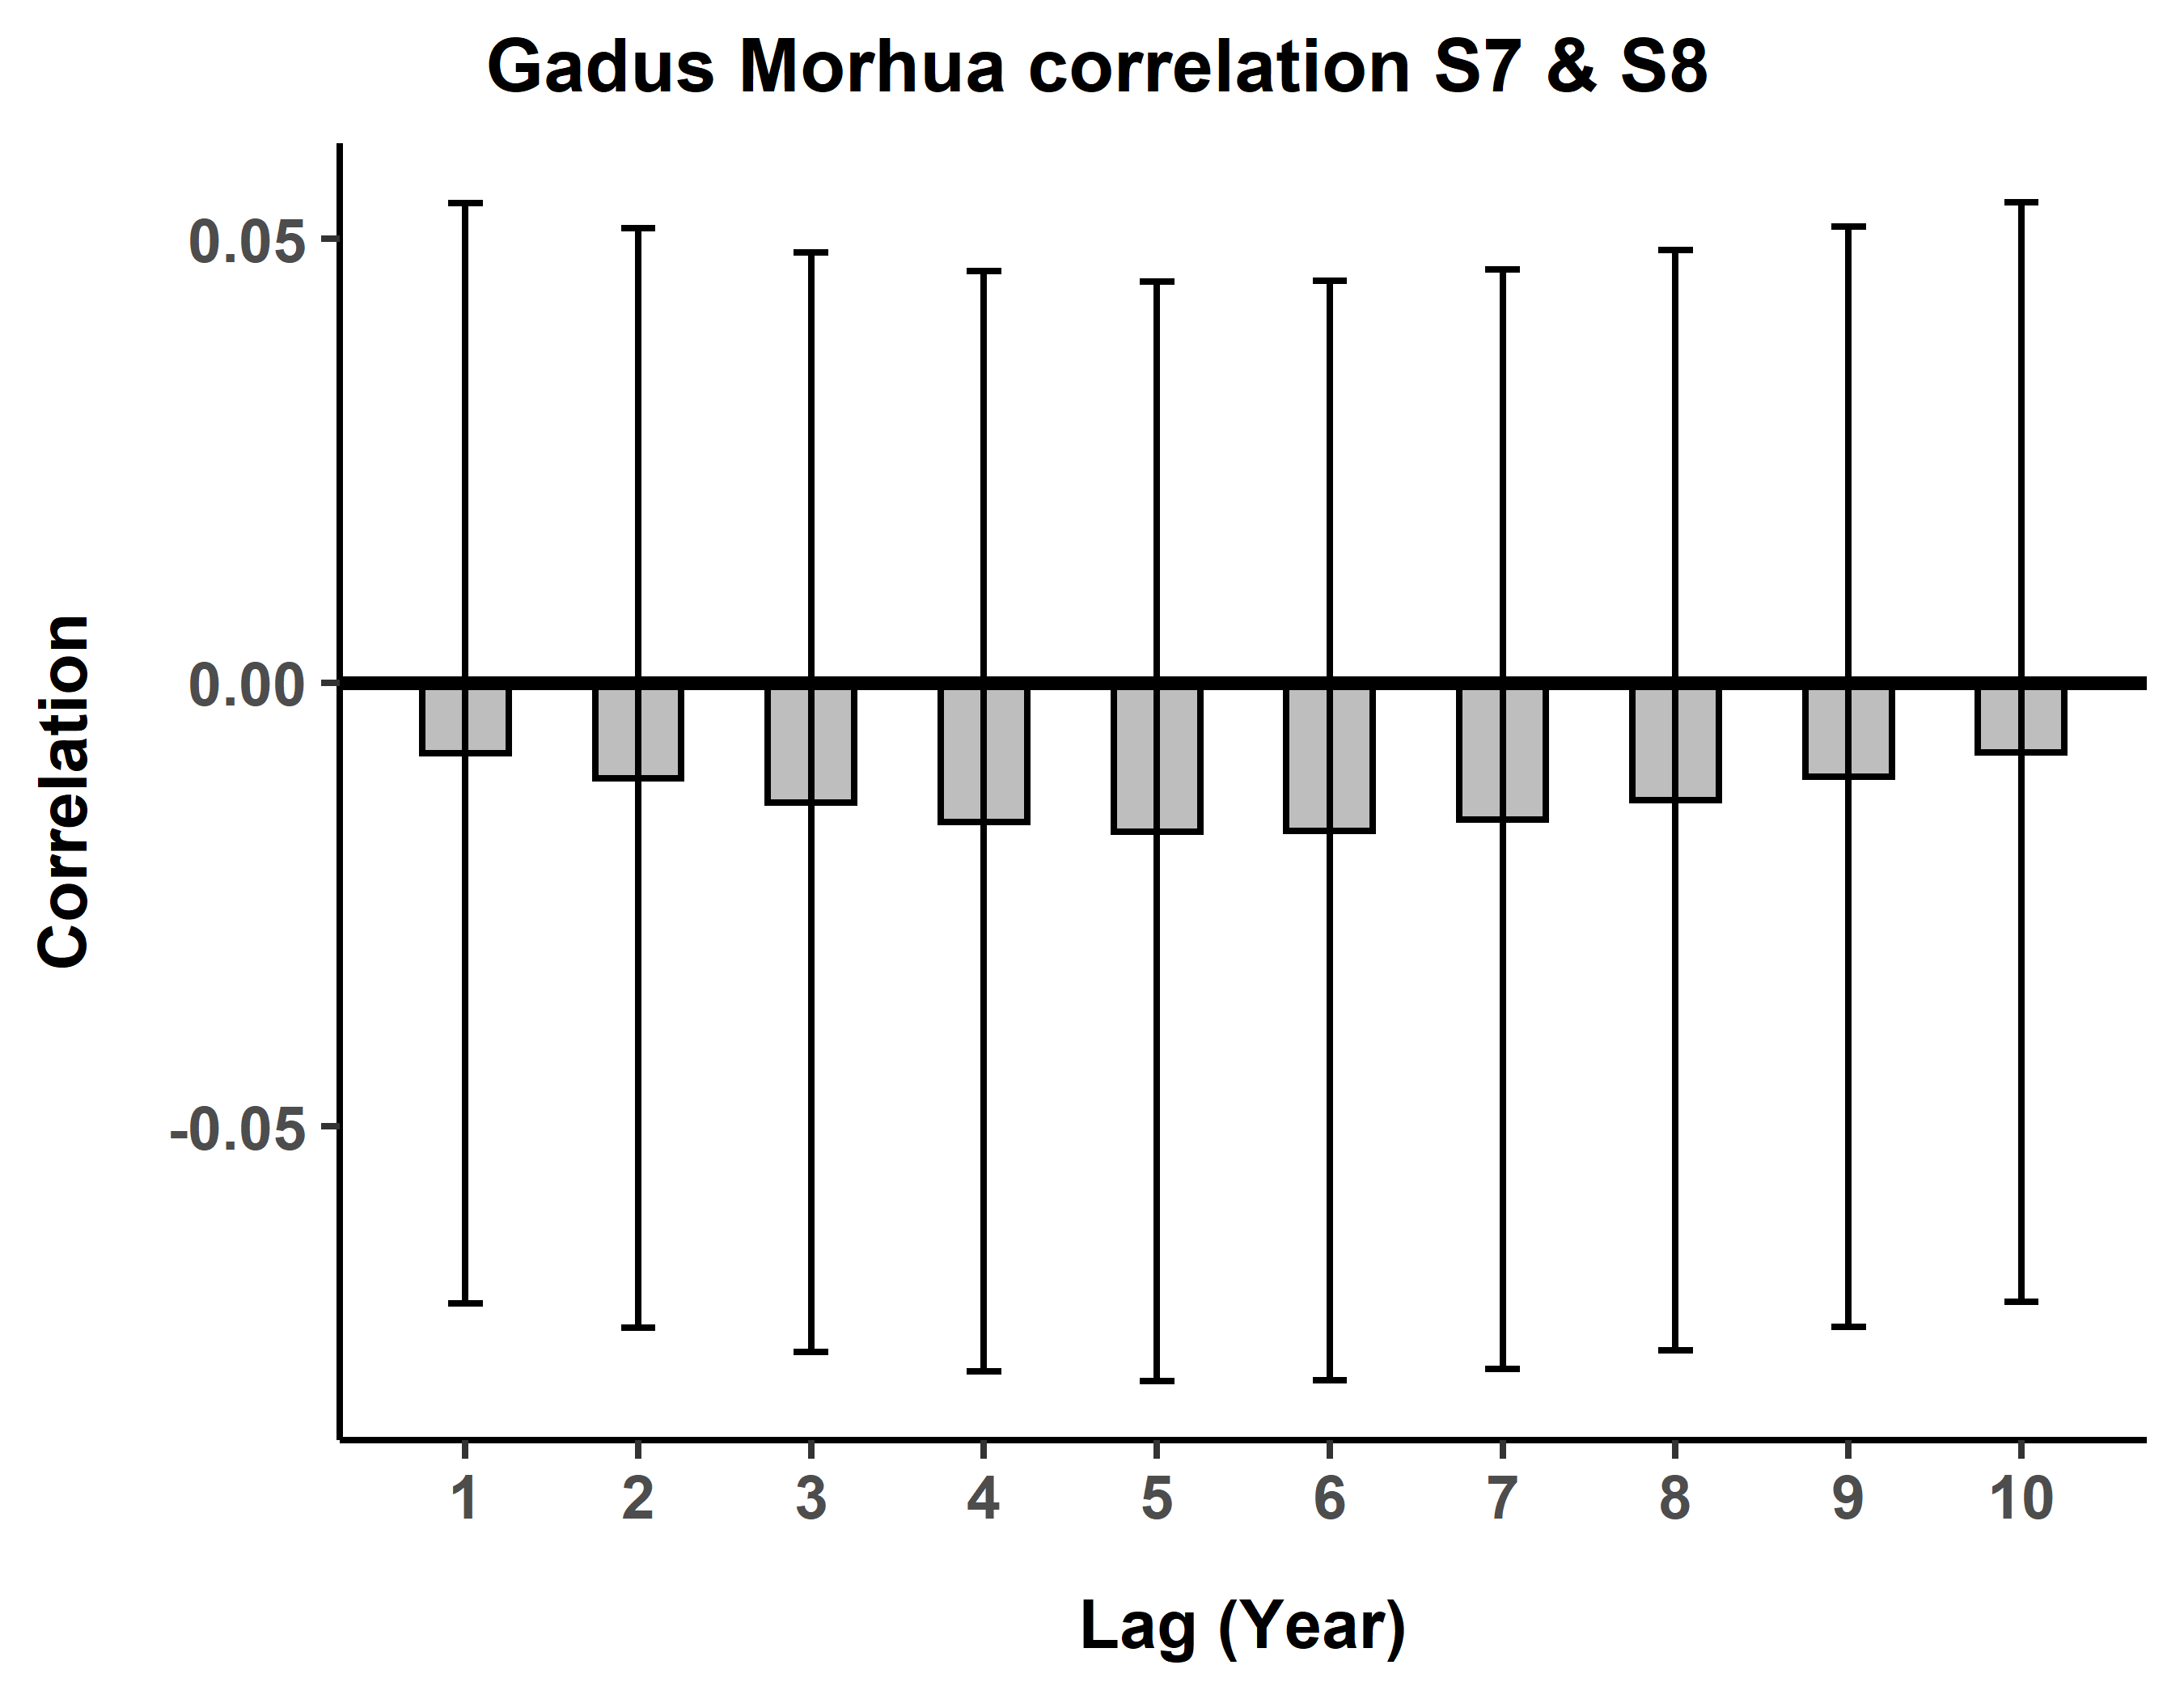 Gadus Morhua correlation S7 & S8
Correlation
0.05
0.00
-0.05
1 2 3 4 5 6 7 8 9 10
Lag (Year)